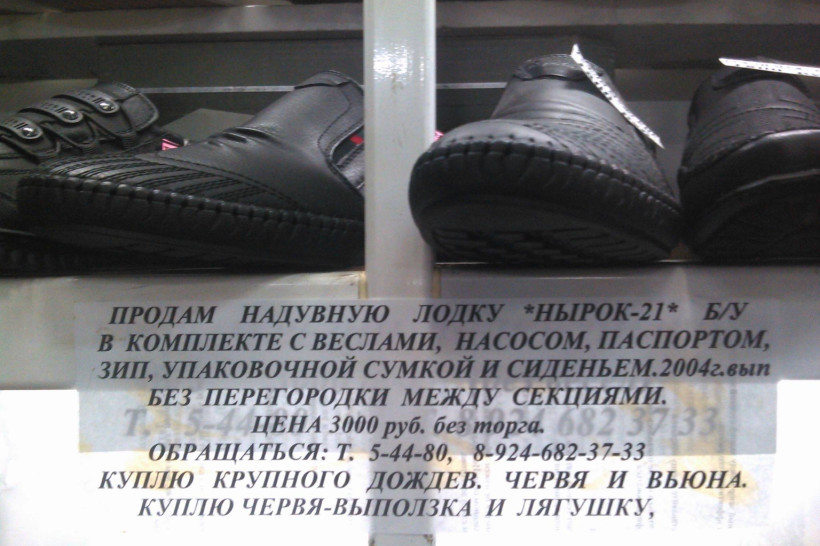 ПРОДАМ НАДУВНУЮ ЛОДКУ *НЫРОК-21* Б/У
В КОМПЛЕКТЕ С ВЕСЛАМИ, НАСОСОМ, ПАСПОРТОМ,
ЗИП, УПАКОВОЧНОЙ СУМКОЙ И СИДЕНЬЕМ.2004г.вып
БЕЗ ПЕРЕГОРОДКИ МЕЖДУ СЕКЦИЯМИ.
ЦЕНА 3000 руб. без торга.
ОБРАЩАТЬСЯ: Т. 5-44-80, 8-924-682-37-33
КУПЛЮ КРУПНОГО ДОЖДЕВ. ЧЕРВЯ И ВЬЮНА.
КУПЛЮ ЧЕРВЯ-ВЫПОЛЗКА И ЛЯГУШКУ,